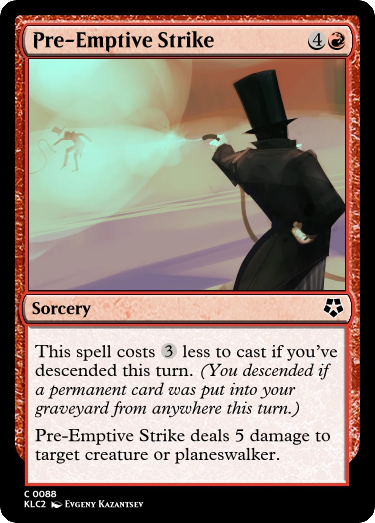 Pre-Emptive Strike 4
Sorcery
This spell costs 3 less to cast if you've
descended this turn. (You descended if
a permanent card was put into your
graveyard from anywhere this turn.)
Pre-Emptive Strike deals 5 damage to
target creature or planeswalker.
C 0088
KLC2 Evgeny Kazantsev